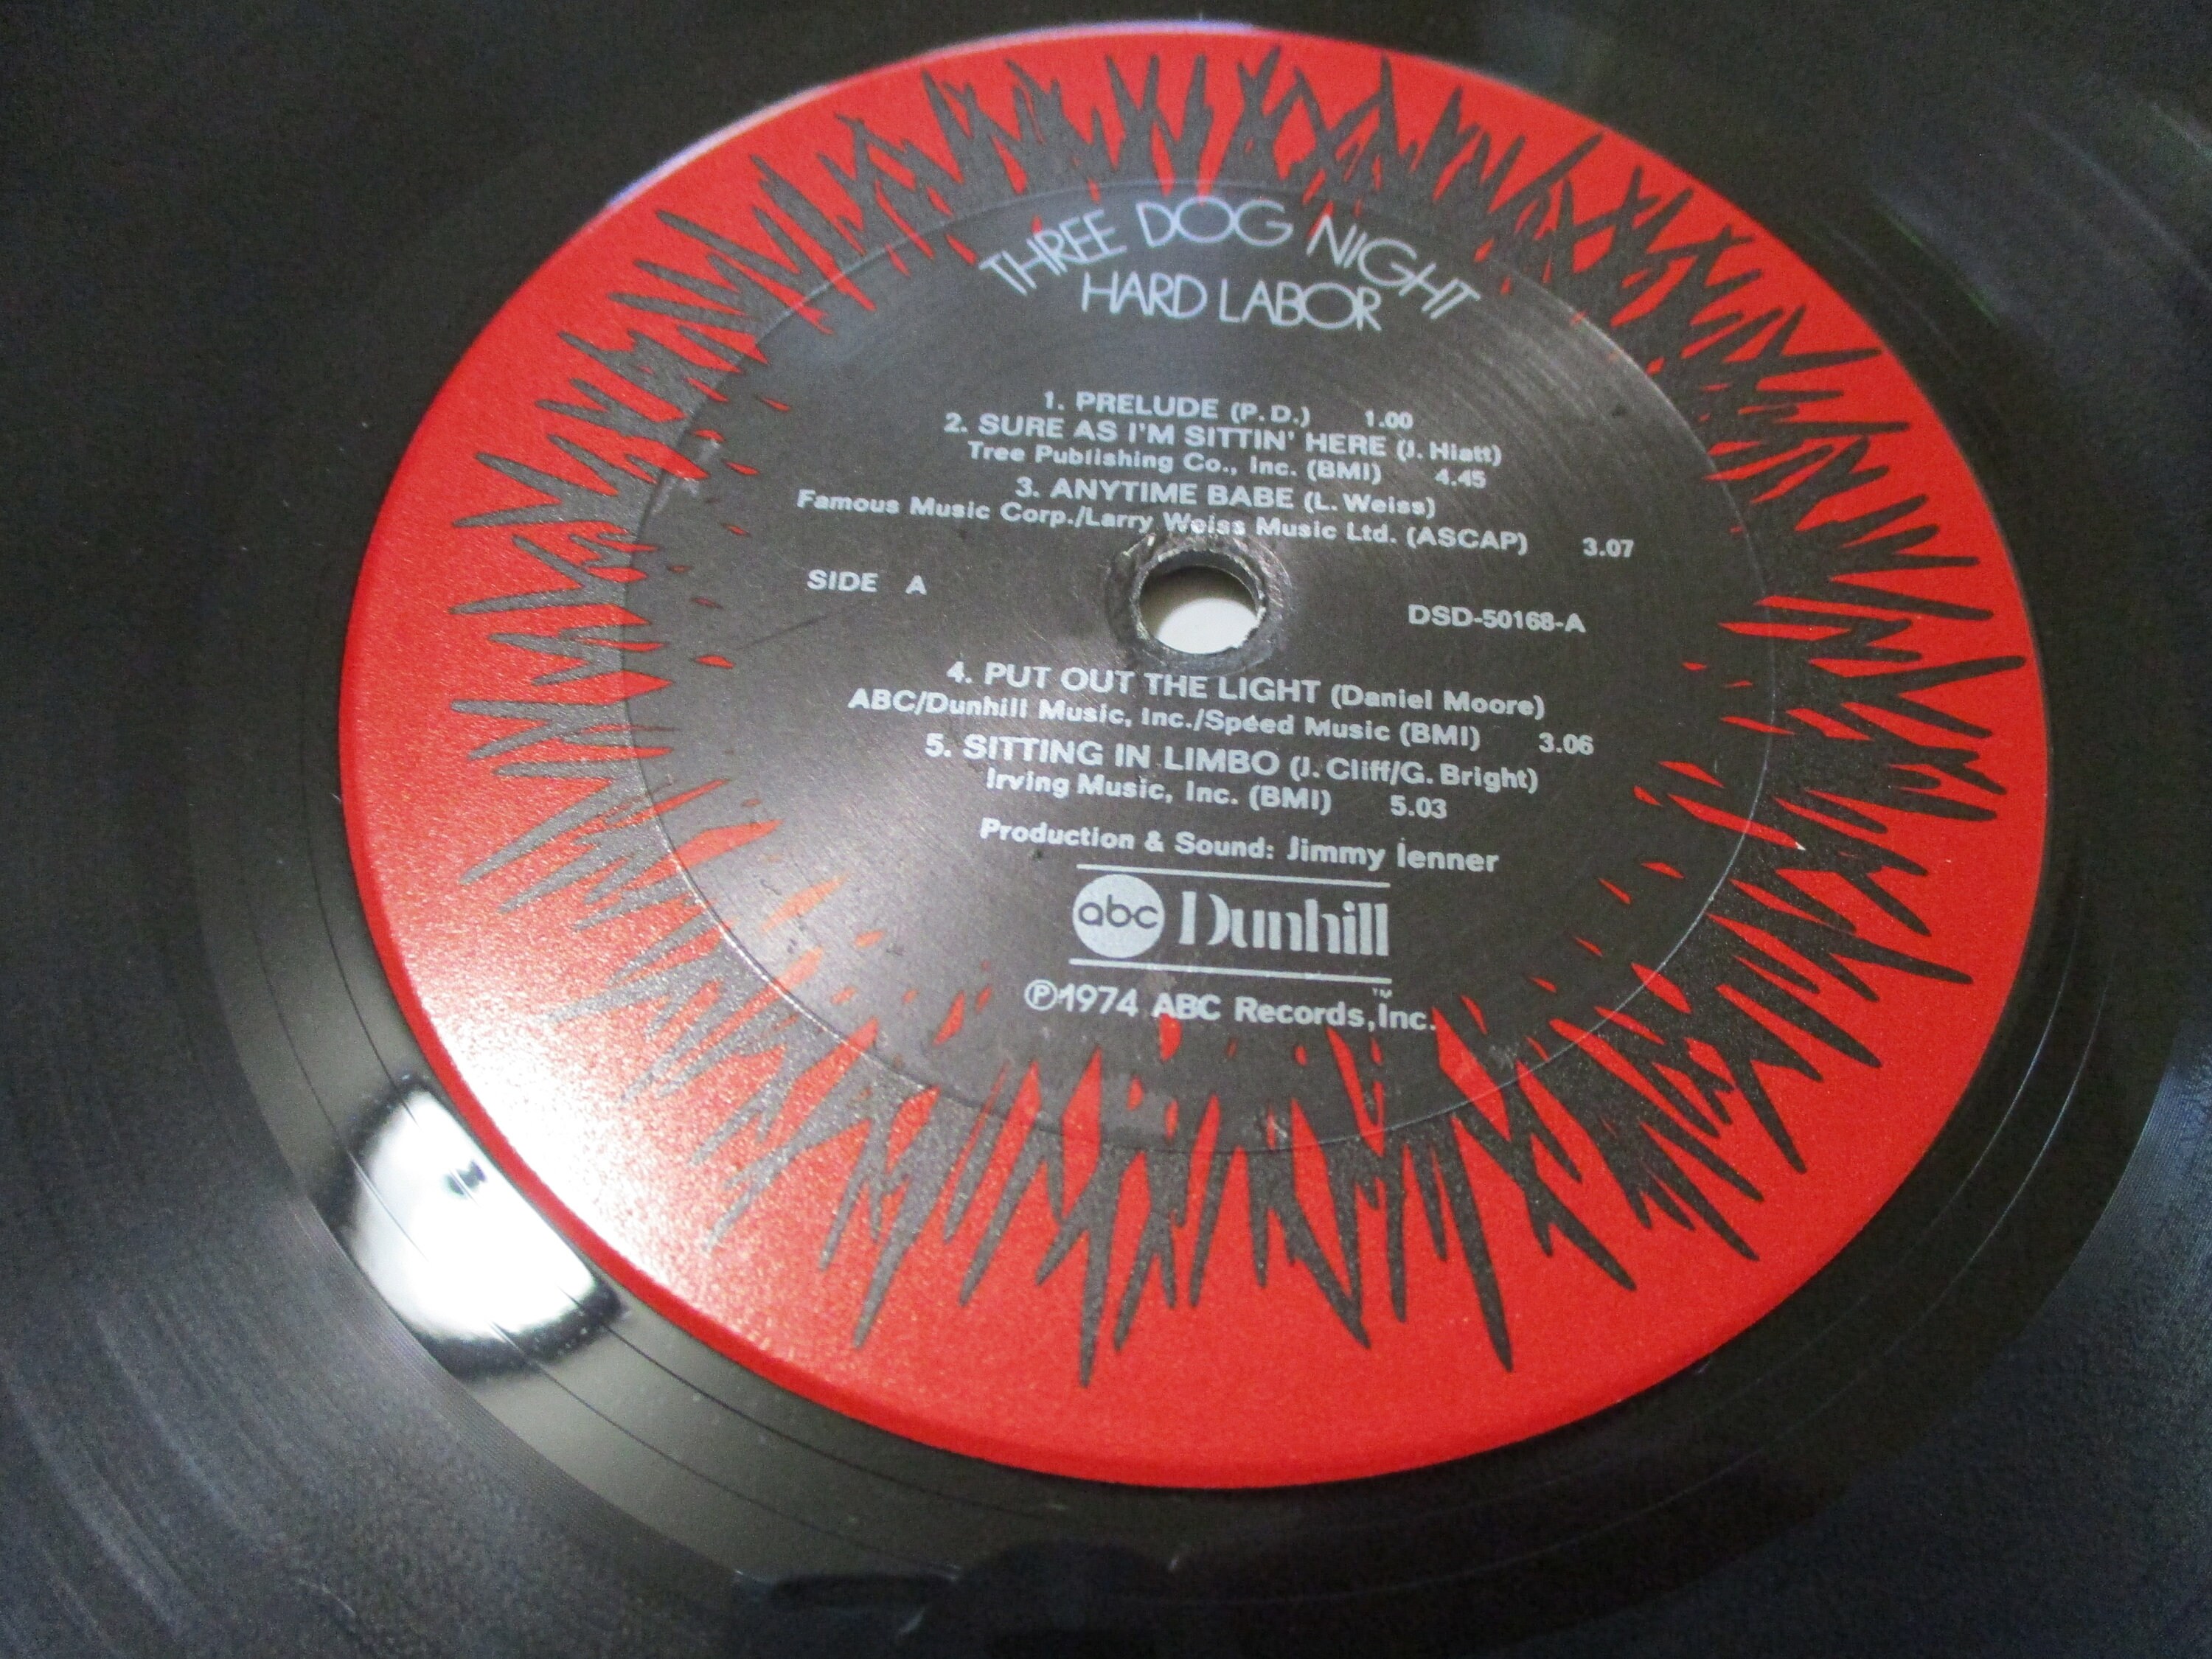 THREE DOG NIGHT
HARD LABOR
1. PRELUDE (P.D.) 1.00
2. SURE AS I'M SITTIN' HERE (J. Hiatt)
Tree Publishing Co., Inc. (BMI) 4.45
3. ANYTIME BABE (L. Weiss)
Famous Music Corp./Larry Weiss Music Ltd. (ASCAP) 3.07
SIDE A
DSD-50168-A
4. PUT OUT THE LIGHT (Daniel Moore)
ABC/Dunhill Music, Inc./Speed Music (BMI) 3.06
5. SITTING IN LIMBO (J. Cliff/G. Bright)
Irving Music, Inc. (BMI) 5.03
Production & Sound: Jimmy Ienner
abc Dunhill
™
℗1974 ABC Records, Inc.